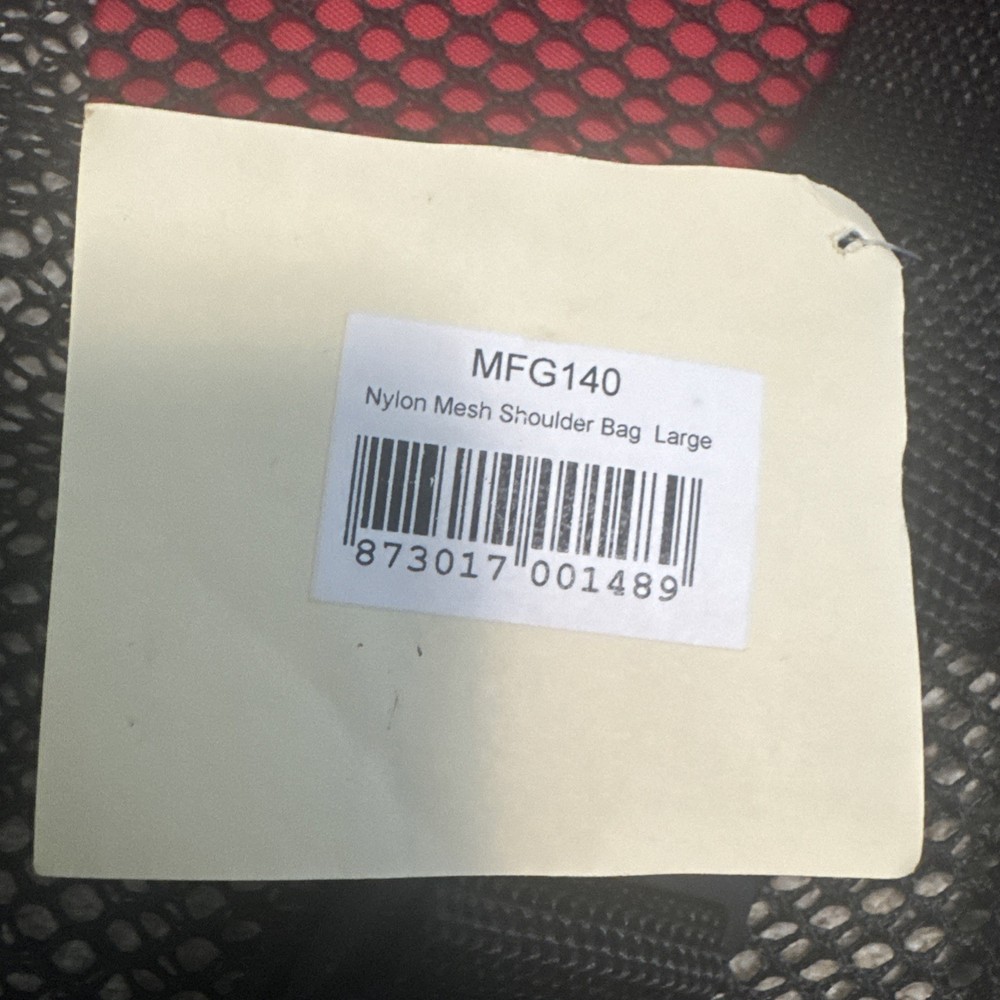 MFG140
Nylon Mesh Shoulder Bag Large
873017 001489